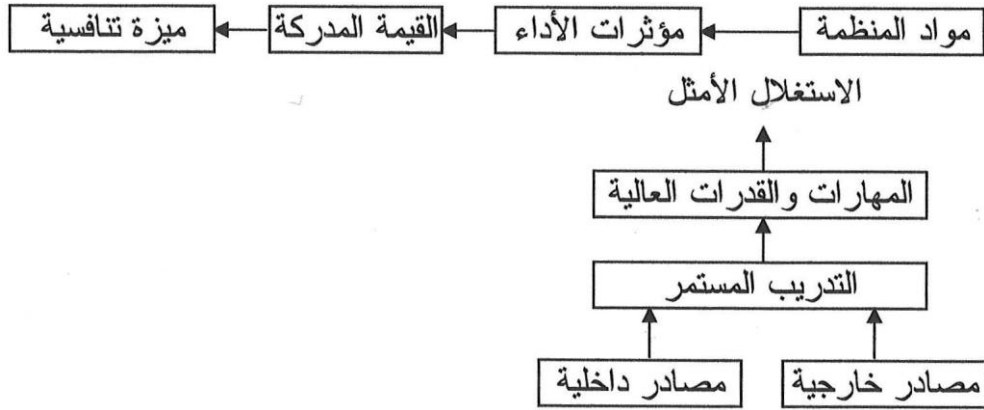 مواد المنظمة
مؤثرات الأداء
القيمة المدركة
ميزة تنافسية
الاستغلال الأمثل
المهارات والقدرات العالية
التدريب المستمر
مصادر خارجية
مصادر داخلية